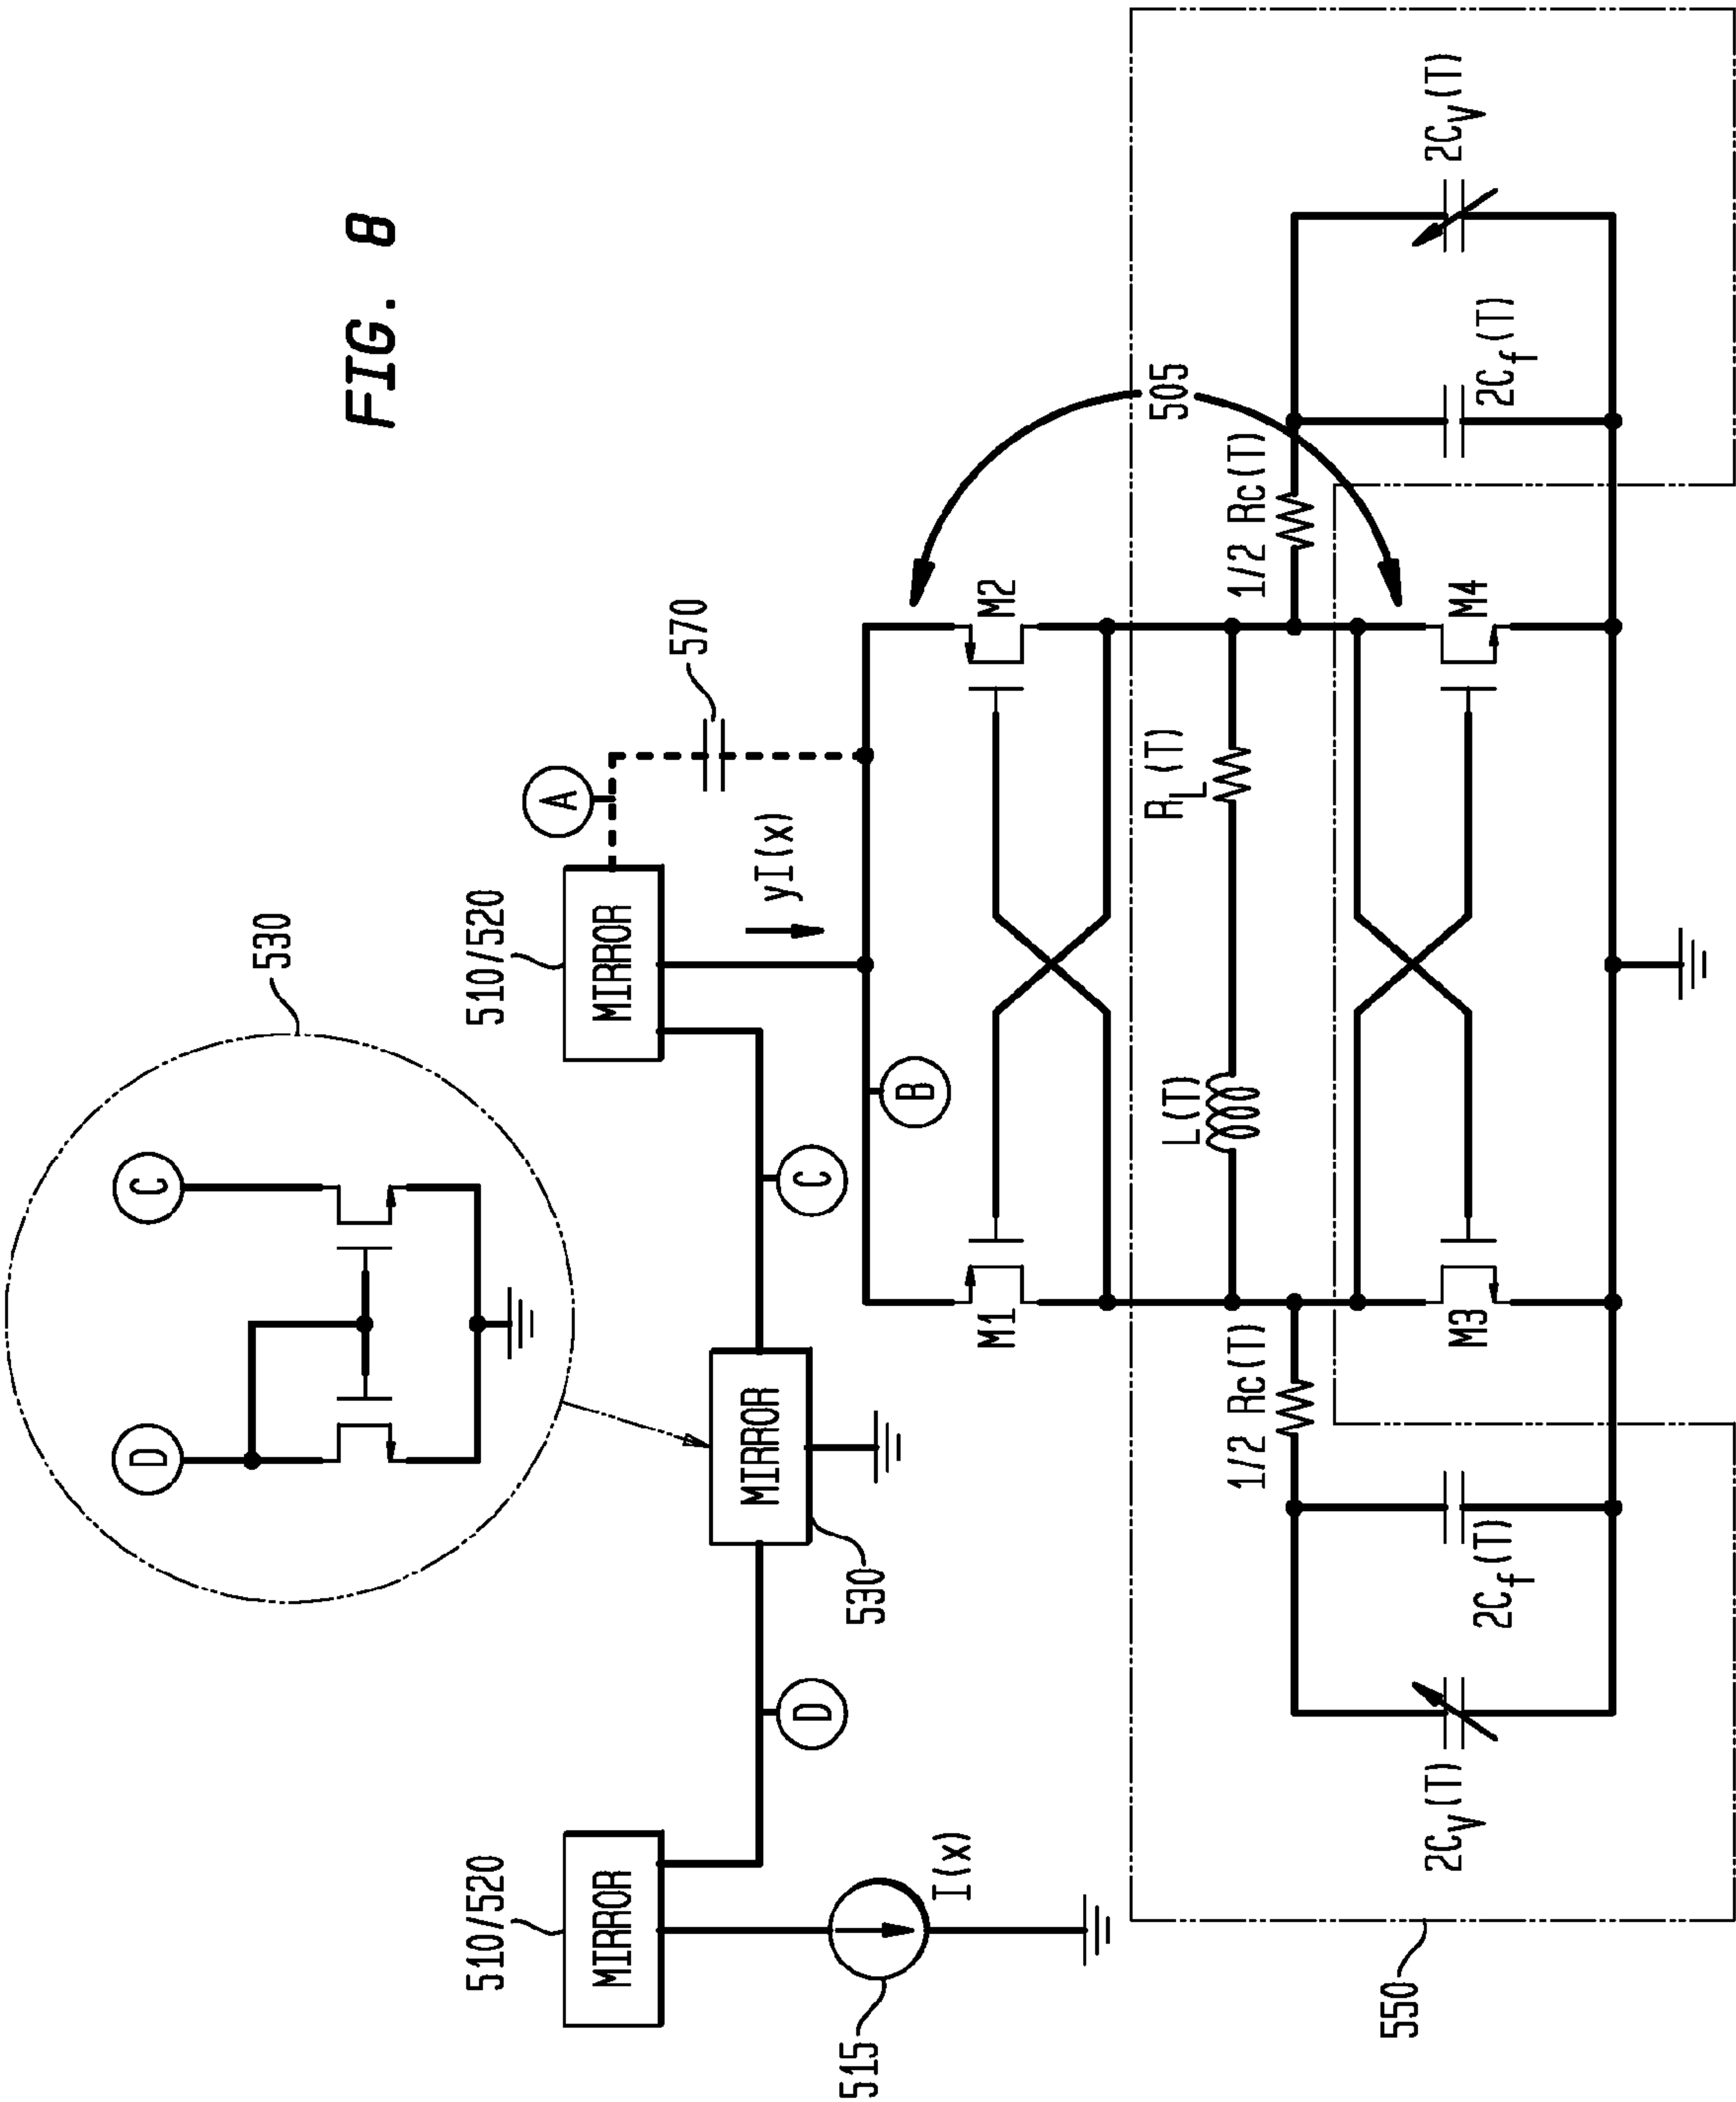 FIG. 8
530
D
C
510/520
MIRROR
510/520
MIRROR
A
570
515
I(x)
D
530
MIRROR
C
B
yI(x)
M1
M2
505
550
L(T)
R_L(T)
1/2 Rc(T)
1/2 Rc(T)
2C_V(T)
2C_f(T)
M3
M4
2C_f(T)
2C_V(T)